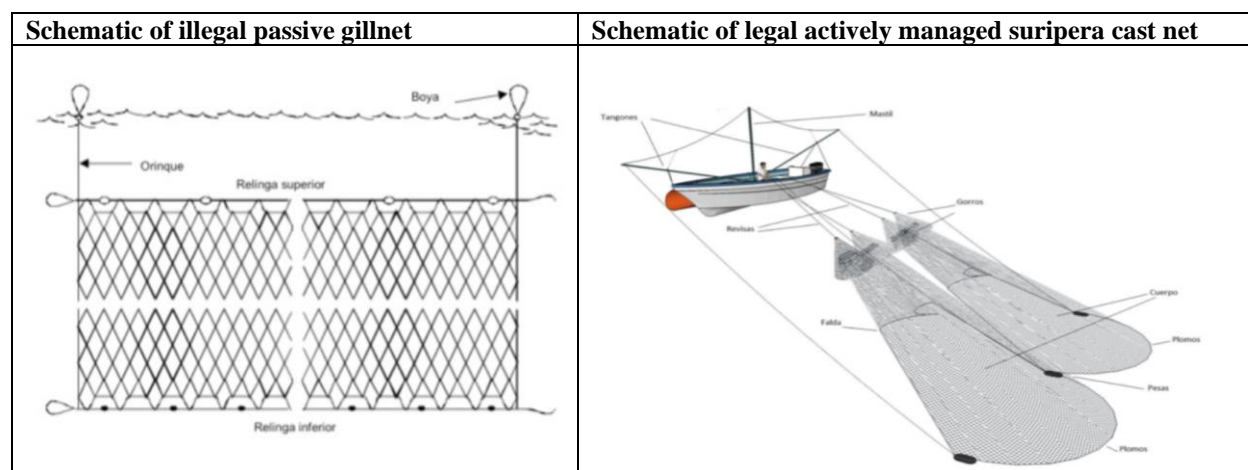 Schematic of illegal passive gillnet
Schematic of legal actively managed suripera cast net
Boya
Orinque
Relinga superior
Relinga inferior
Mastil
Tangones
Gorros
Revisas
Cuerpo
Falda
Plomos
Pesas
Plomos